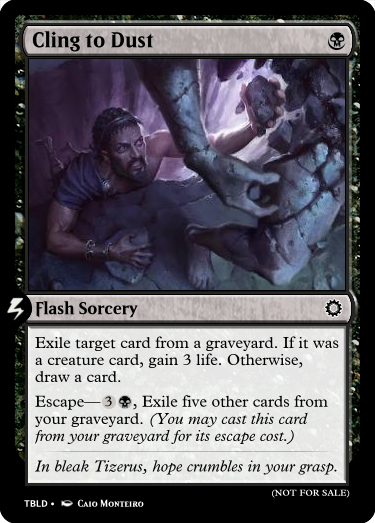 Cling to Dust
Flash Sorcery
Exile target card from a graveyard. If it was
a creature card, gain 3 life. Otherwise,
draw a card.
Escape— 3 , Exile five other cards from
your graveyard. (You may cast this card
from your graveyard for its escape cost.)
In bleak Tizerus, hope crumbles in your grasp.
(NOT FOR SALE)
TBLD • Caio Monteiro